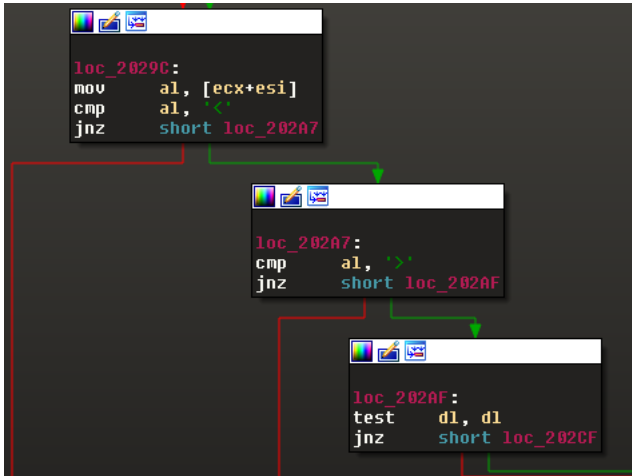 loc_2029C:
mov al, [ecx+esi]
cmp al, '<'
jnz short loc_202A7
loc_202A7:
cmp al, '>'
jnz short loc_202AF
loc_202AF:
test dl, dl
jnz short loc_202CF